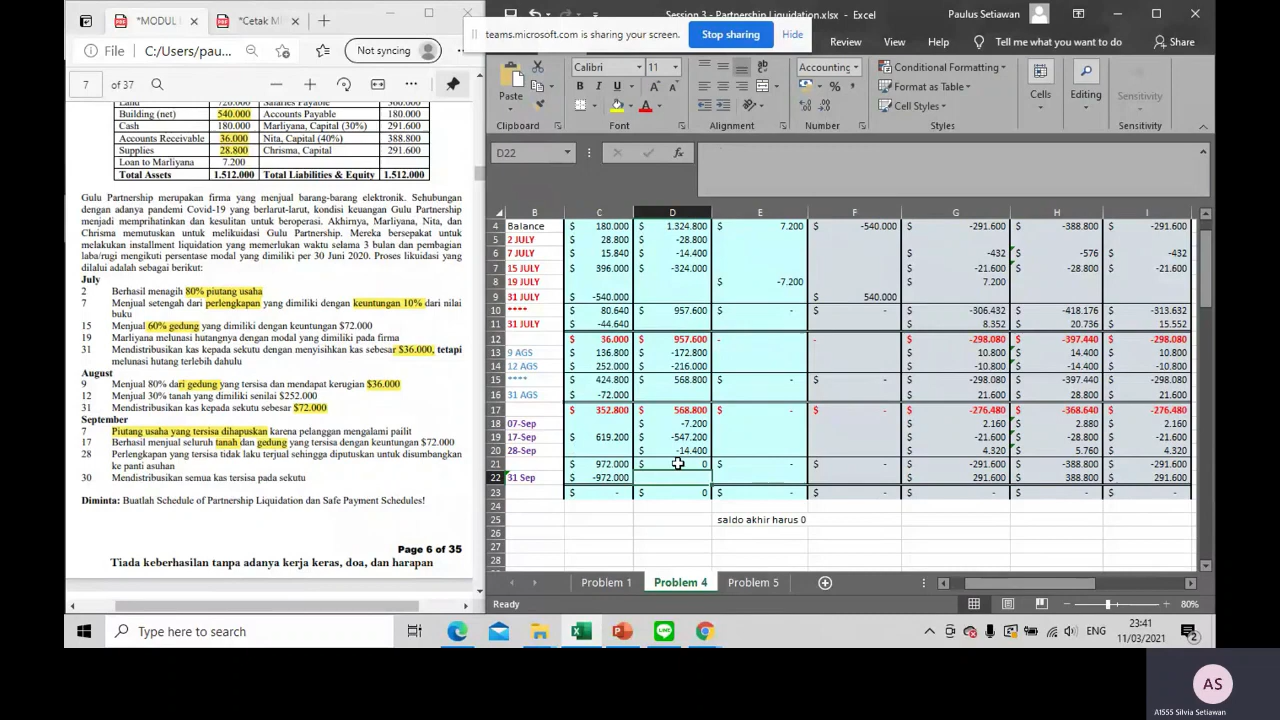 *MODUL
*Cetak M
Session 3 - Partnership Liquidation.xlsx - Excel
Paulus Setiawan
teams.microsoft.com is sharing your screen.
Stop sharing
Hide
File
C:/Users/pau...
Not syncing
Review
View
Help
Tell me what you want to do
Share
7
of 37
Paste
Calibri
11
Accounting
Conditional Formatting
Format as Table
Cell Styles
Cells
Editing
Sensitivity
Clipboard
Font
Alignment
Number
Styles
Sensitivity
D22
Land 720.000 Salaries Payable 360.000
Building (net) 540.000 Accounts Payable 180.000
Cash 180.000 Marliyana, Capital (30%) 291.600
Accounts Receivable 36.000 Nita, Capital (40%) 388.800
Supplies 28.800 Chrisma, Capital 291.600
Loan to Marliyana 7.200
Total Assets 1.512.000 Total Liabilities & Equity 1.512.000
Gulu Partnership merupakan firma yang menjual barang-barang elektronik. Sehubungan
dengan adanya pandemi Covid-19 yang berlarut-larut, kondisi keuangan Gulu Partnership
menjadi memprihatinkan dan kesulitan untuk beroperasi. Akhirnya, Marliyana, Nita, dan
Chrisma memutuskan untuk melikuidasi Gulu Partnership. Mereka bersepakat untuk
melakukan installment liquidation yang memerlukan waktu selama 3 bulan dan pembagian
laba/rugi mengikuti persentase modal yang dimiliki per 30 Juni 2020. Proses likuidasi yang
dilalui adalah sebagai berikut:
July
2 Berhasil menagih 80% piutang usaha
7 Menjual setengah dari perlengkapan yang dimiliki dengan keuntungan 10% dari nilai
buku
15 Menjual 60% gedung yang dimiliki dengan keuntungan $72.000
19 Marliyana melunasi hutangnya dengan modal yang dimiliki pada firma
31 Mendistribusikan kas kepada sekutu dengan menyisihkan kas sebesar $36.000, tetapi
melunasi hutang terlebih dahulu
August
9 Menjual 80% dari gedung yang tersisa dan mendapat kerugian $36.000
12 Menjual 30% tanah yang dimiliki senilai $252.000
31 Mendistribusikan kas kepada sekutu sebesar $72.000
September
7 Piutang usaha yang tersisa dihapuskan karena pelanggan mengalami pailit
17 Berhasil menjual seluruh tanah dan gedung yang tersisa dengan keuntungan $72.000
28 Perlengkapan yang tersisa tidak laku terjual sehingga diputuskan untuk disumbangkan
ke panti asuhan
30 Mendistribusikan semua kas tersisa pada sekutu
Diminta: Buatlah Schedule of Partnership Liquidation and Safe Payment Schedules!
Page 6 of 35
Tiada keberhasilan tanpa adanya kerja keras, doa, dan harapan
B C D E F G H I
4 Balance $ 180.000 $ 1.324.800 $ 7.200 $ -540.000 $ -291.600 $ -388.800 $ -291.600
5 2 JULY $ 28.800 $ -28.800
6 7 JULY $ 15.840 $ -14.400 $ -432 $ -576 $ -432
7 15 JULY $ 396.000 $ -324.000 $ -21.600 $ -28.800 $ -21.600
8 19 JULY $ -7.200 $ 7.200
9 31 JULY $ -540.000 $ 540.000
10 **** $ 80.640 $ 957.600 $ - $ - $ -306.432 $ -418.176 $ -313.632
11 31 JULY $ -44.640 $ 8.352 $ 20.736 $ 15.552
12 $ 36.000 $ 957.600 - - $ -298.080 $ -397.440 $ -298.080
13 9 AGS $ 136.800 $ -172.800 $ 10.800 $ 14.400 $ 10.800
14 12 AGS $ 252.000 $ -216.000 $ -10.800 $ -14.400 $ -10.800
15 **** $ 424.800 $ 568.800 $ - $ - $ -298.080 $ -397.440 $ -298.080
16 31 AGS $ -72.000 $ 21.600 $ 28.800 $ 21.600
17 $ 352.800 $ 568.800 $ - $ - $ -276.480 $ -368.640 $ -276.480
18 07-Sep $ -7.200 $ 2.160 $ 2.880 $ 2.160
19 17-Sep $ 619.200 $ -547.200 $ -21.600 $ -28.800 $ -21.600
20 28-Sep $ -14.400 $ 4.320 $ 5.760 $ 4.320
21 $ 972.000 $ 0 $ - $ - $ -291.600 $ -388.800 $ -291.600
22 31 Sep $ -972.000 $ 291.600 $ 388.800 $ 291.600
23 $ - $ 0 $ - $ - $ - $ - $ -
24
25 saldo akhir harus 0
26
27
28
Problem 1
Problem 4
Problem 5
Ready
80%
Type here to search
ENG
23:41
11/03/2021
2
AS
A1555 Silvia Setiawan